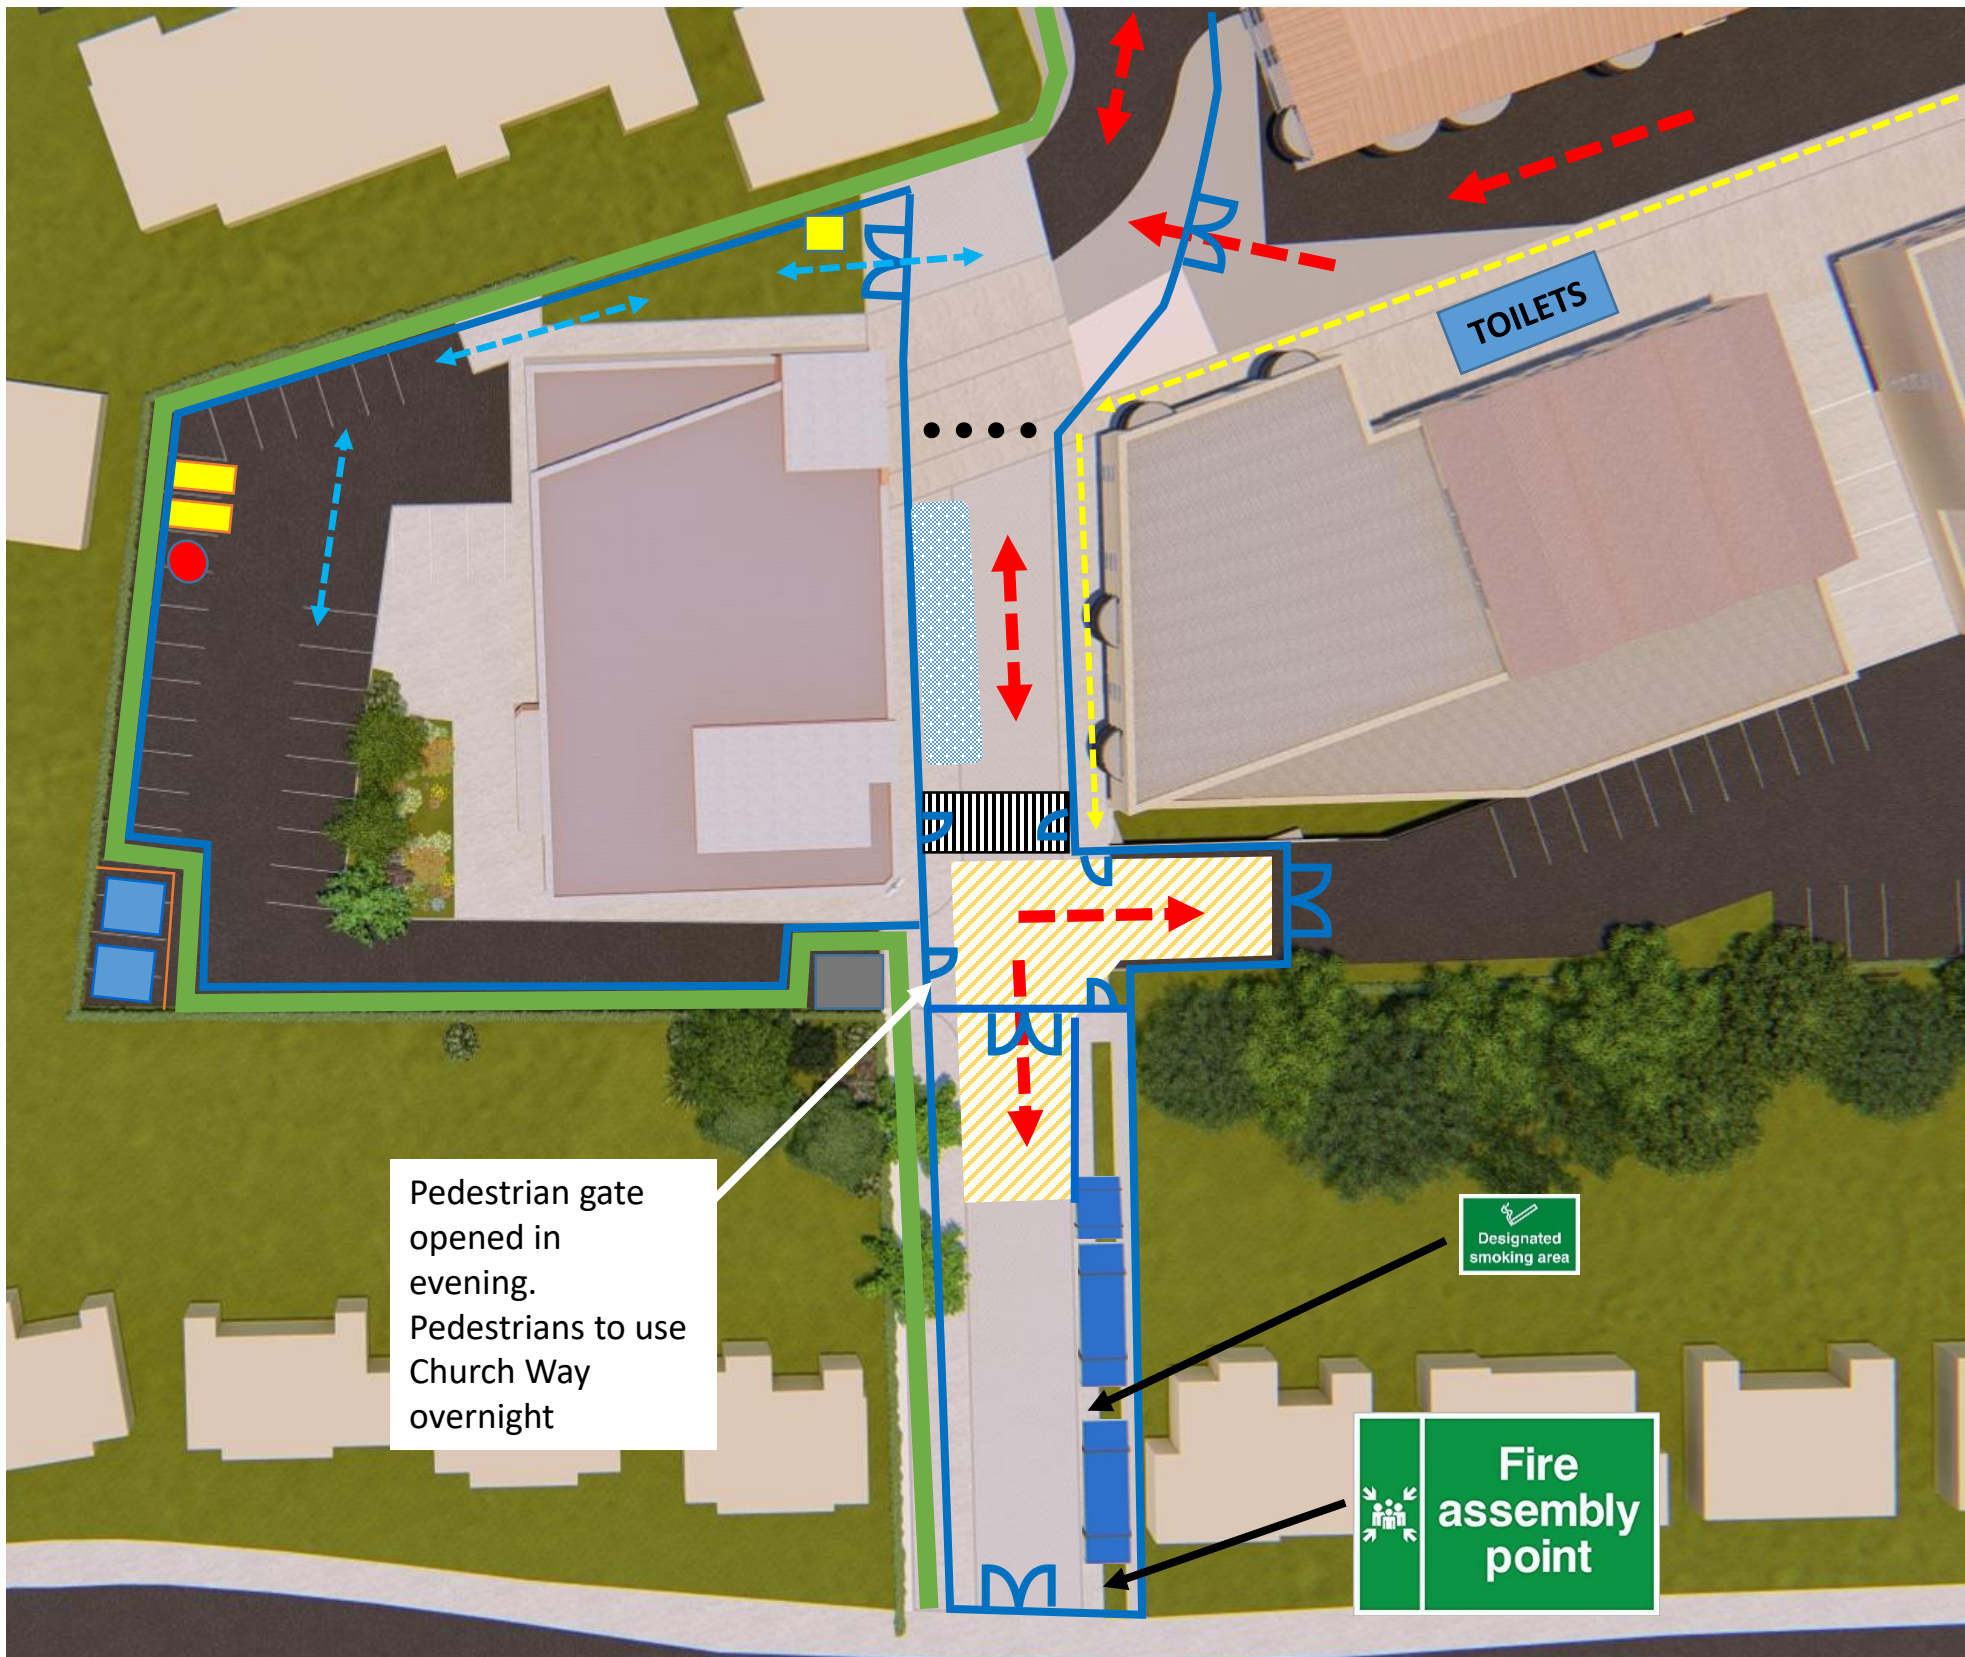 TOILETS
Pedestrian gate
opened in
evening.
Pedestrians to use
Church Way
overnight
Designated
smoking area
Fire
assembly
point